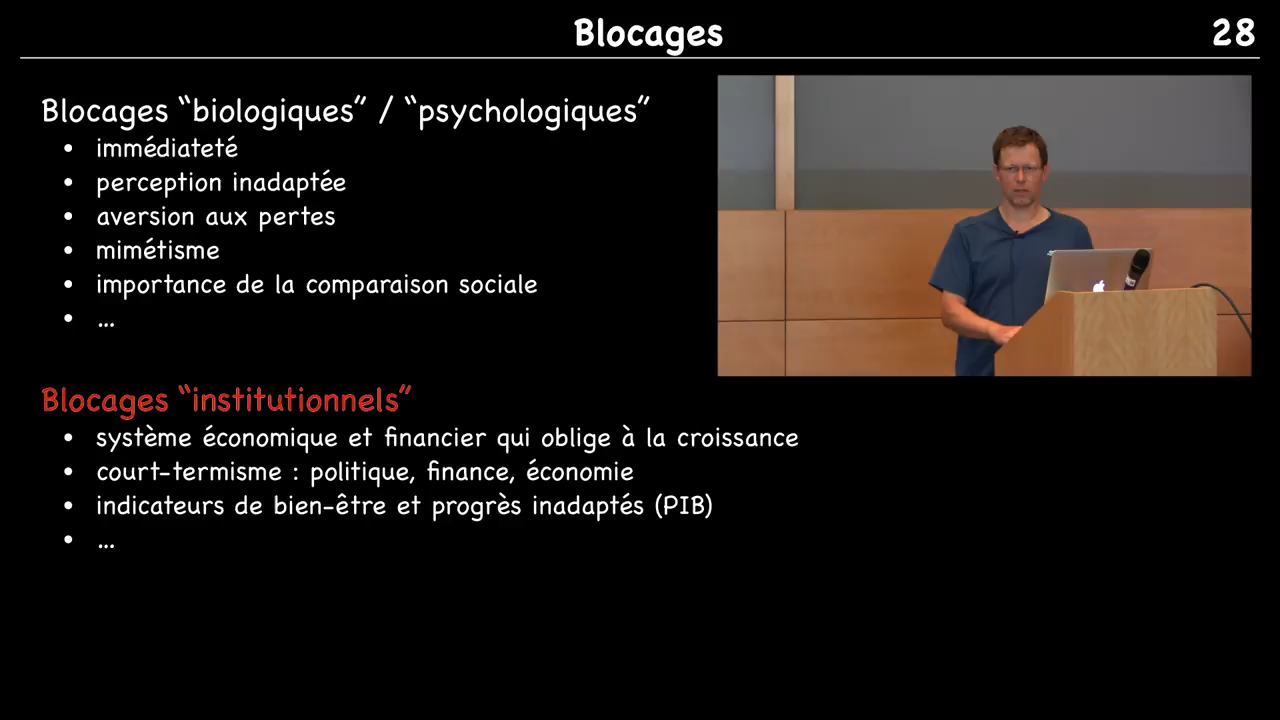 Blocages
28
Blocages “biologiques” / “psychologiques”
• immédiateté
• perception inadaptée
• aversion aux pertes
• mimétisme
• importance de la comparaison sociale
• ...
Blocages “institutionnels”
• système économique et financier qui oblige à la croissance
• court-termisme : politique, finance, économie
• indicateurs de bien-être et progrès inadaptés (PIB)
• ...